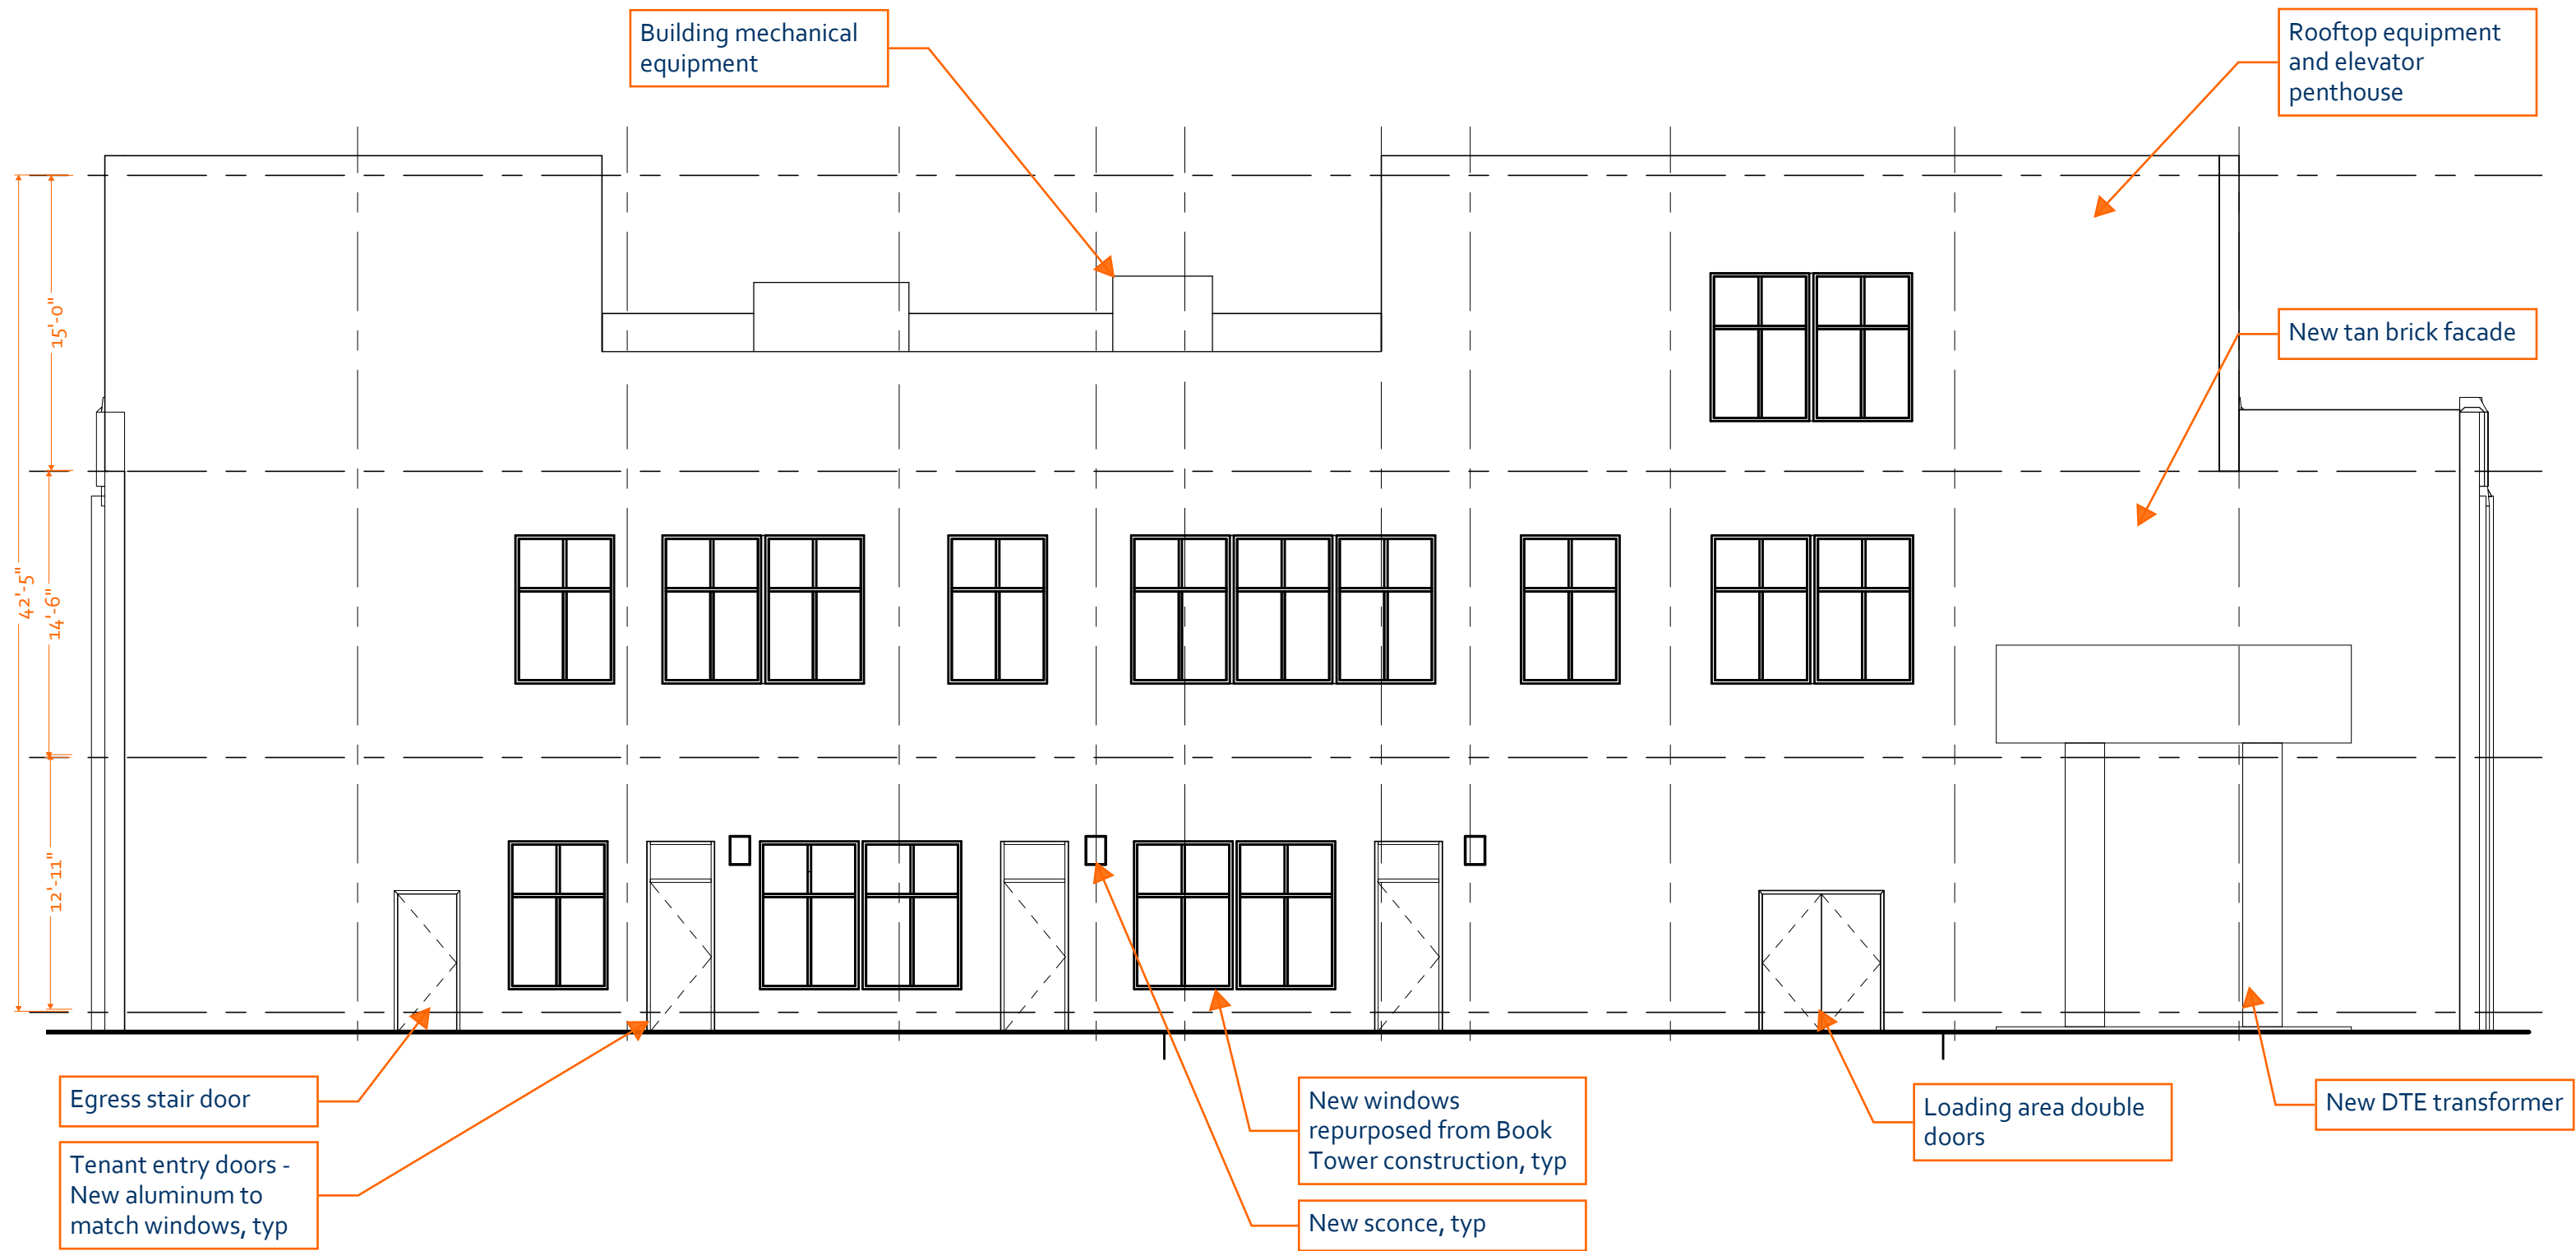 Building mechanical
equipment
Rooftop equipment
and elevator
penthouse
New tan brick facade
15'-0"
42'-5"
14'-6"
12'-11"
Egress stair door
Tenant entry doors -
New aluminum to
match windows, typ
New windows
repurposed from Book
Tower construction, typ
New sconce, typ
Loading area double
doors
New DTE transformer